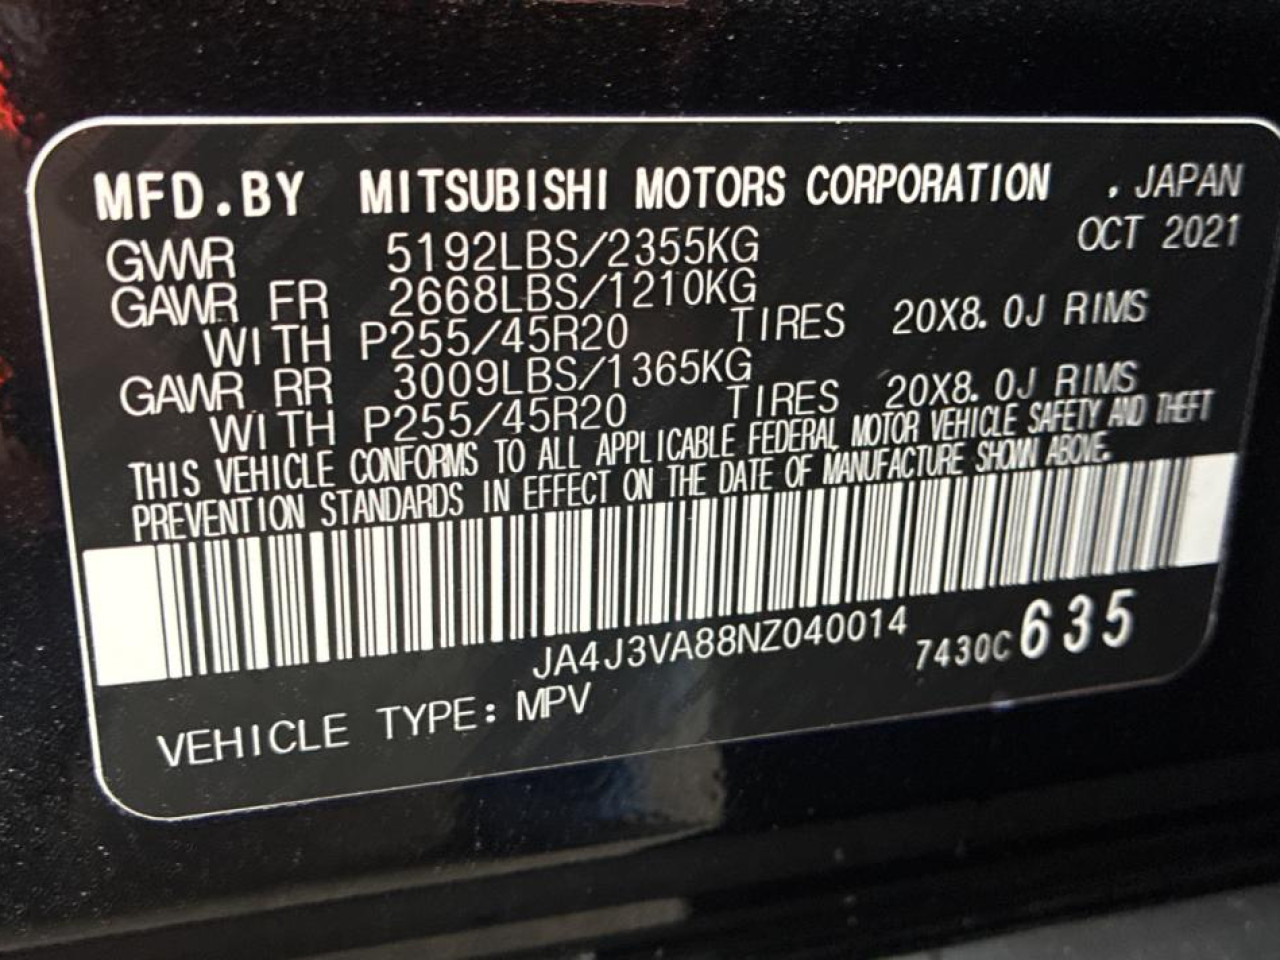 MFD.BY MITSUBISHI MOTORS CORPORATION , JAPAN
OCT 2021
GVWR 5192LBS/2355KG
GAWR FR 2668LBS/1210KG
WITH P255/45R20 TIRES 20X8.0J RIMS
GAWR RR 3009LBS/1365KG
WITH P255/45R20 TIRES 20X8.0J RIMS
THIS VEHICLE CONFORMS TO ALL APPLICABLE FEDERAL MOTOR VEHICLE SAFETY AND THEFT
PREVENTION STANDARDS IN EFFECT ON THE DATE OF MANUFACTURE SHOWN ABOVE.
JA4J3VA88NZ040014 7430C635
VEHICLE TYPE: MPV